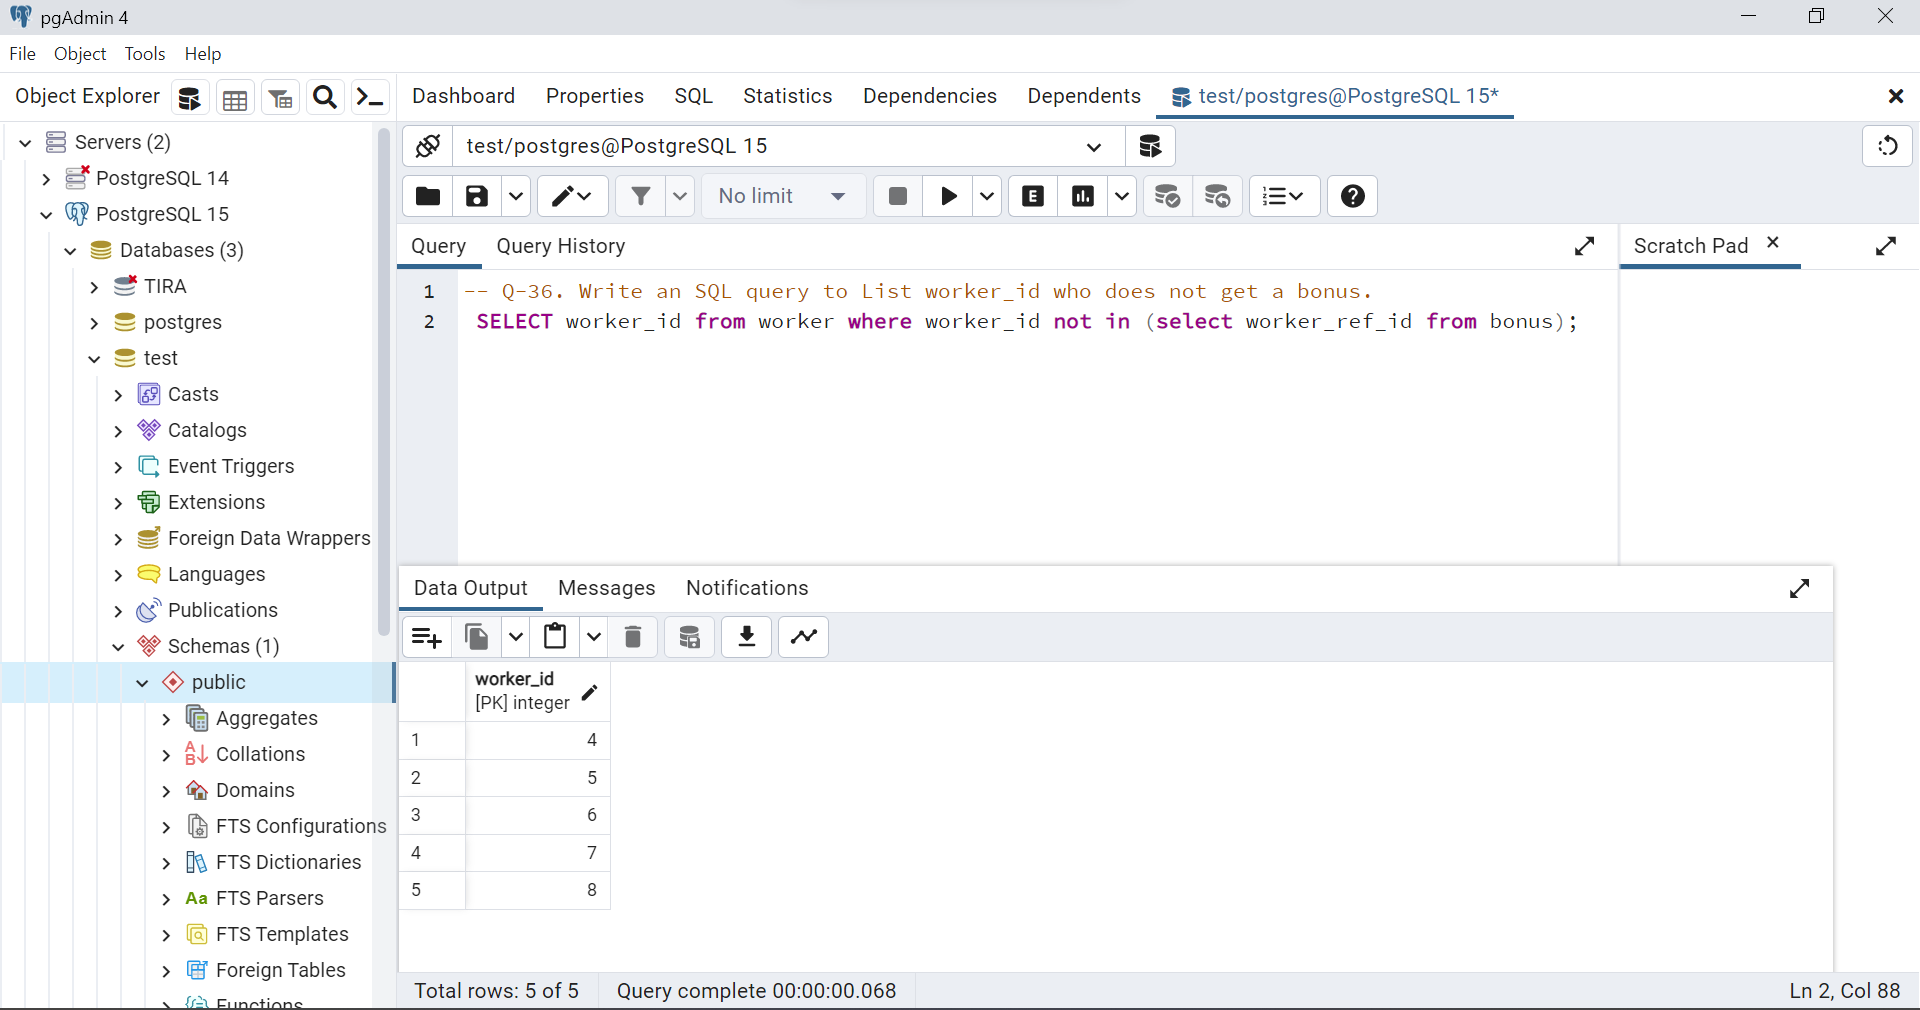 pgAdmin 4
File Object Tools Help
Object Explorer
Dashboard Properties SQL Statistics Dependencies Dependents test/postgres@PostgreSQL 15*
Servers (2)
PostgreSQL 14
PostgreSQL 15
Databases (3)
TIRA
postgres
test
Casts
Catalogs
Event Triggers
Extensions
Foreign Data Wrappers
Languages
Publications
Schemas (1)
public
Aggregates
Collations
Domains
FTS Configurations
FTS Dictionaries
Aa FTS Parsers
FTS Templates
Foreign Tables
Functions
test/postgres@PostgreSQL 15
No limit
E
Query Query History
Scratch Pad
1 -- Q-36. Write an SQL query to List worker_id who does not get a bonus.
2 SELECT worker_id from worker where worker_id not in (select worker_ref_id from bonus);
Data Output Messages Notifications
worker_id
[PK] integer
1 4
2 5
3 6
4 7
5 8
Total rows: 5 of 5 Query complete 00:00:00.068 Ln 2, Col 88